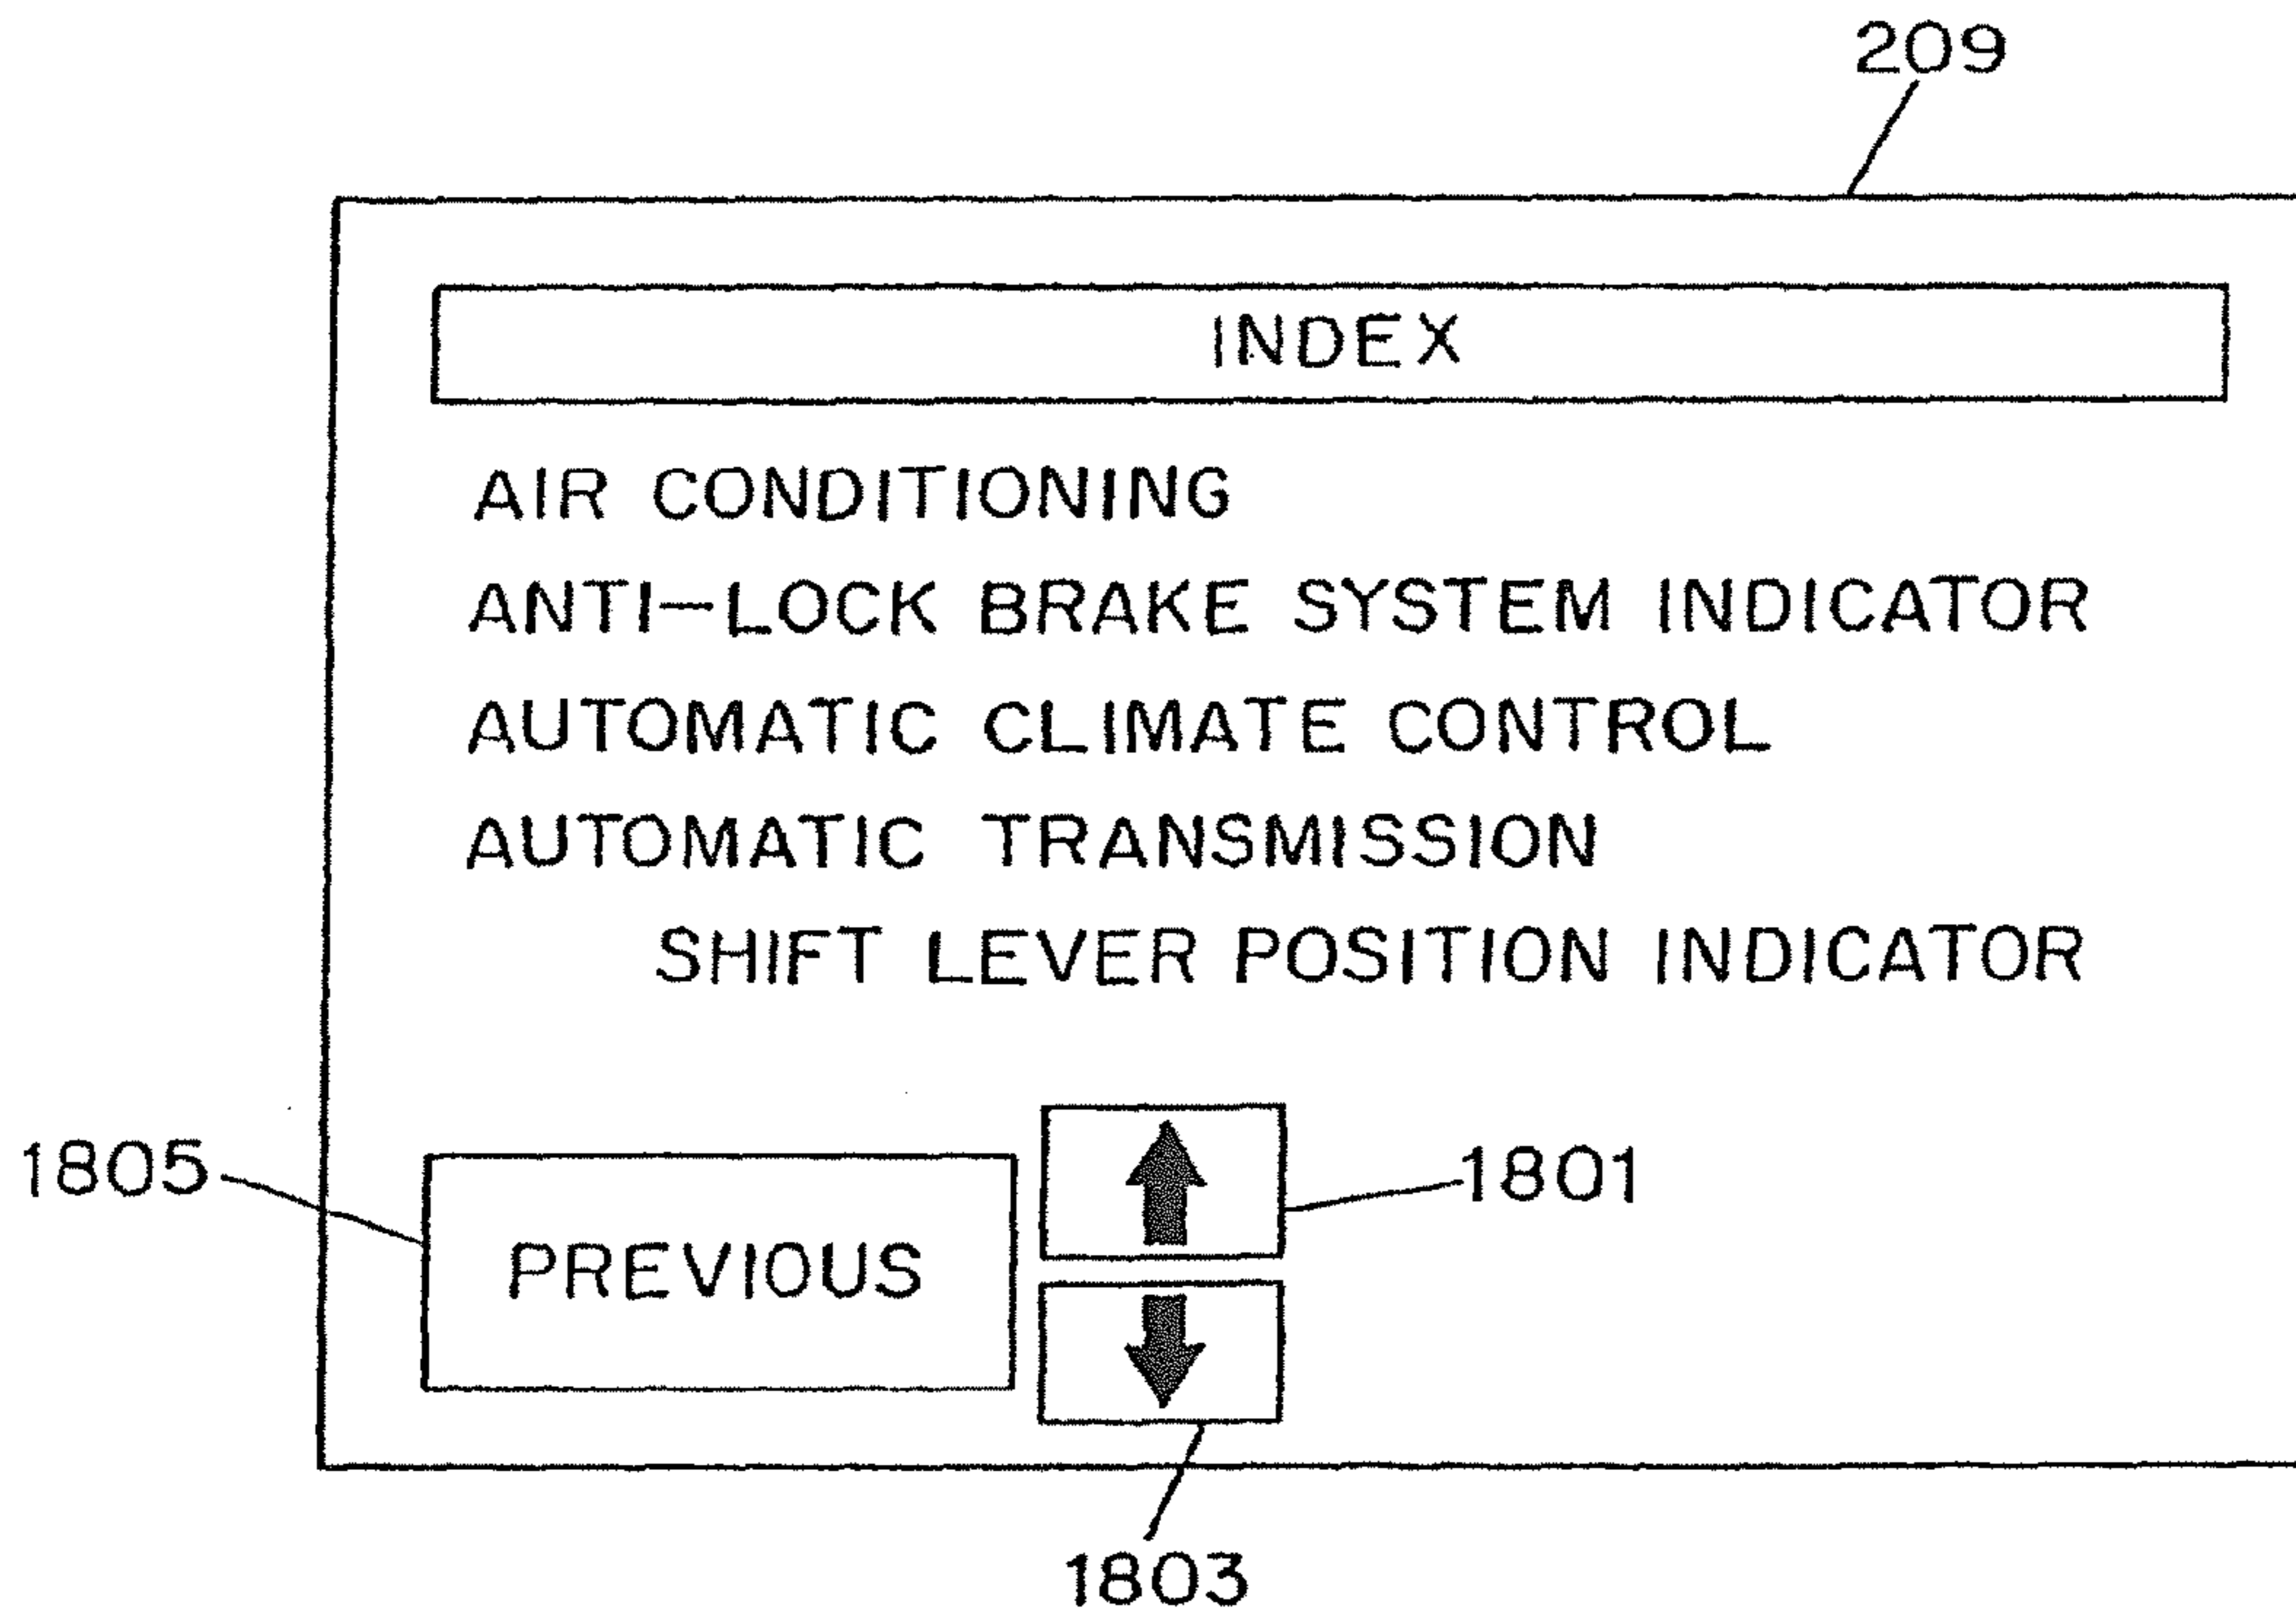 209
INDEX
AIR CONDITIONING
ANTI-LOCK BRAKE SYSTEM INDICATOR
AUTOMATIC CLIMATE CONTROL
AUTOMATIC TRANSMISSION
SHIFT LEVER POSITION INDICATOR
1805
PREVIOUS
1801
1803